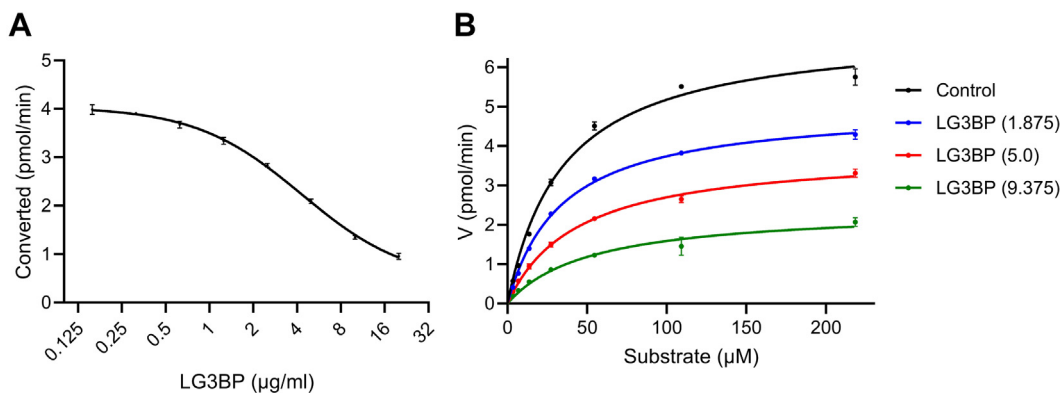 A
Converted (pmol/min)
5
4
3
2
1
0
0.125
0.25
0.5
1
2
4
8
16
32
LG3BP (µg/ml)
B
V (pmol/min)
6
5
4
3
2
1
0
0
50
100
150
200
Substrate (µM)
Control
LG3BP (1.875)
LG3BP (5.0)
LG3BP (9.375)